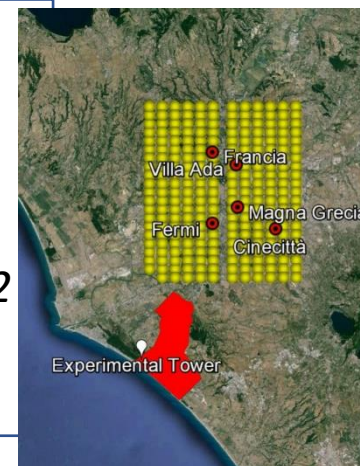 Francia
Villa Ada
Magna Grecia
Fermi
Cinecittà
2
Experimental Tower